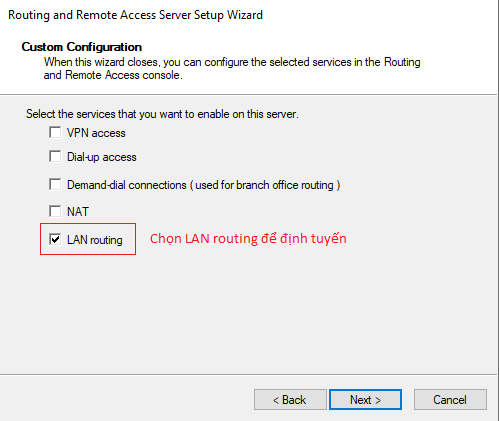 Routing and Remote Access Server Setup Wizard
Custom Configuration
When this wizard closes, you can configure the selected services in the Routing
and Remote Access console.
Select the services that you want to enable on this server.
VPN access
Dial-up access
Demand-dial connections ( used for branch office routing )
NAT
LAN routing
Chọn LAN routing để định tuyến
< Back
Next >
Cancel